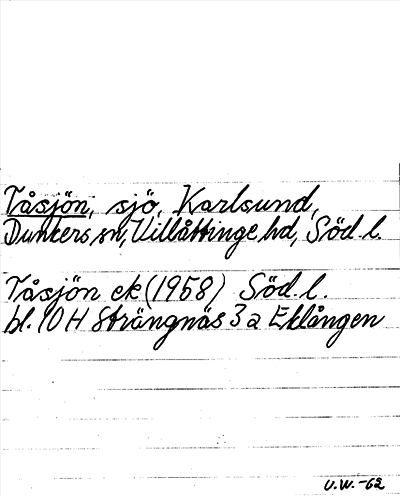 Tåsjön, sjö, Karlsund,
Dunkers sn, Villåttinge hd, Söd. l.
Tåsjön ek (1958) Söd. l.
bl. 10 H Strängnäs 3 a Eklången
U.W. -62